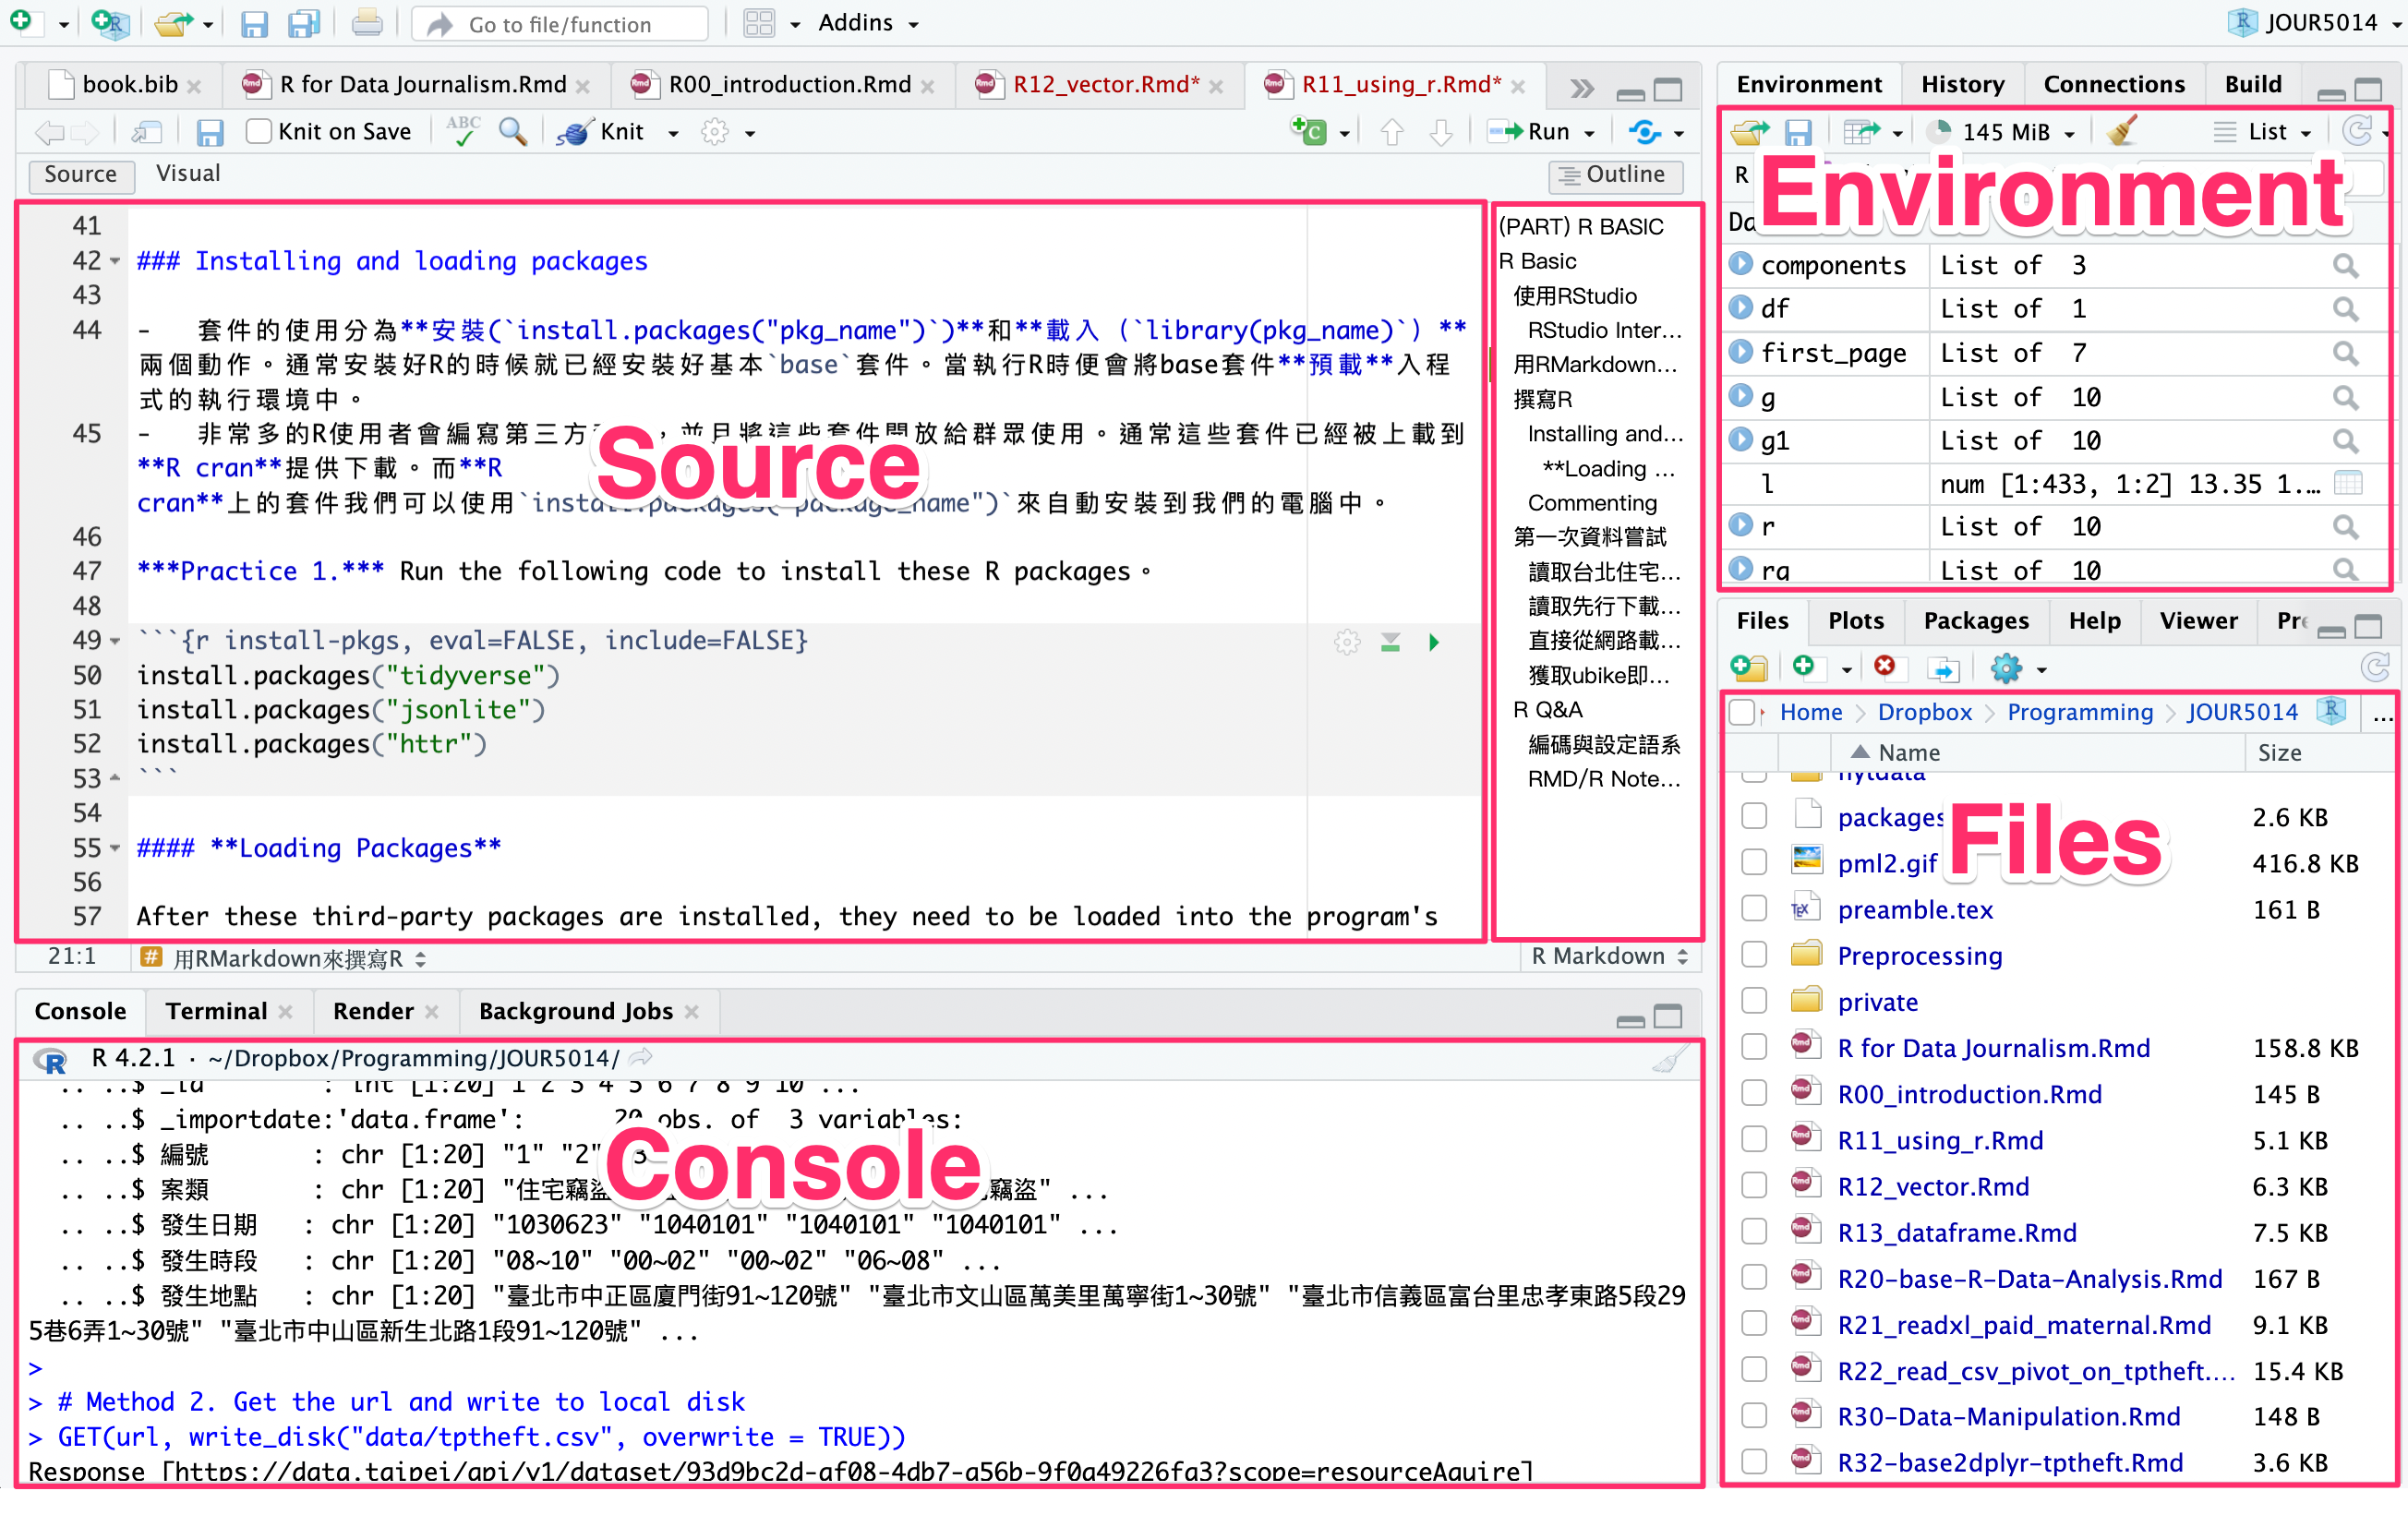 Go to file/function
Addins
JOUR5014
book.bib
R for Data Journalism.Rmd
R00_introduction.Rmd
R12_vector.Rmd*
R11_using_r.Rmd*
Knit on Save
ABC
Knit
Run
Source
Visual
Outline
41
42 ### Installing and loading packages
43
44 -   套件的使用分為**安裝(`install.packages("pkg_name")`)**和**載入 (`library(pkg_name)`) **
兩個動作。通常安裝好R的時候就已經安裝好基本`base`套件。當執行R時便會將base套件**預載**入程
式的執行環境中。
45 -   非常多的R使用者會編寫第三方
並且將這些套件開放給群眾使用。通常這些套件已經被上載到
**R cran**提供下載。而**R
cran**上的套件我們可以使用`install.packages("package_name")`來自動安裝到我們的電腦中。
46
47 ***Practice 1.*** Run the following code to install these R packages。
48
49 ```{r install-pkgs, eval=FALSE, include=FALSE}
50 install.packages("tidyverse")
51 install.packages("jsonlite")
52 install.packages("httr")
53 ```
54
55 #### **Loading Packages**
56
57 After these third-party packages are installed, they need to be loaded into the program's
Source
(PART) R BASIC
R Basic
使用RStudio
RStudio Inter...
用RMarkdown...
撰寫R
Installing and...
**Loading ...
Commenting
第一次資料嘗試
讀取台北住宅...
讀取先行下載...
直接從網路載...
獲取ubike即...
R Q&A
編碼與設定語系
RMD/R Note...
21:1
# 用RMarkdown來撰寫R
R Markdown
Console
Terminal
Render
Background Jobs
R 4.2.1 · ~/Dropbox/Programming/JOUR5014/
.. ..$ _id : int [1:20] 1 2 3 4 5 6 7 8 9 10 ...
.. ..$ _importdate:'data.frame': 20 obs. of 3 variables:
.. ..$ 編號 : chr [1:20] "1" "2" "3
.. ..$ 案類 : chr [1:20] "住宅竊盜 竊盜" ...
.. ..$ 發生日期 : chr [1:20] "1030623" "1040101" "1040101" "1040101" ...
.. ..$ 發生時段 : chr [1:20] "08~10" "00~02" "00~02" "06~08" ...
.. ..$ 發生地點 : chr [1:20] "臺北市中正區廈門街91~120號" "臺北市文山區萬美里萬寧街1~30號" "臺北市信義區富台里忠孝東路5段29
5巷6弄1~30號" "臺北市中山區新生北路1段91~120號" ...
>
> # Method 2. Get the url and write to local disk
> GET(url, write_disk("data/tptheft.csv", overwrite = TRUE))
Response [https://data.taipei/api/v1/dataset/93d9bc2d-af08-4db7-a56b-9f0a49226fa3?scope=resourceAquire]
Console
Environment
History
Connections
Build
145 MiB
List
R
Da
Environment
components List of 3
df List of 1
first_page List of 7
g List of 10
g1 List of 10
l num [1:433, 1:2] 13.35 1....
r List of 10
rq List of 10
Files
Plots
Packages
Help
Viewer
Pre
Home
Dropbox
Programming
JOUR5014
...
Name
Size
nytdata
packages 2.6 KB
pml2.gif 416.8 KB
Files
preamble.tex 161 B
Preprocessing
private
R for Data Journalism.Rmd 158.8 KB
R00_introduction.Rmd 145 B
R11_using_r.Rmd 5.1 KB
R12_vector.Rmd 6.3 KB
R13_dataframe.Rmd 7.5 KB
R20-base-R-Data-Analysis.Rmd 167 B
R21_readxl_paid_maternal.Rmd 9.1 KB
R22_read_csv_pivot_on_tptheft.... 15.4 KB
R30-Data-Manipulation.Rmd 148 B
R32-base2dplyr-tptheft.Rmd 3.6 KB